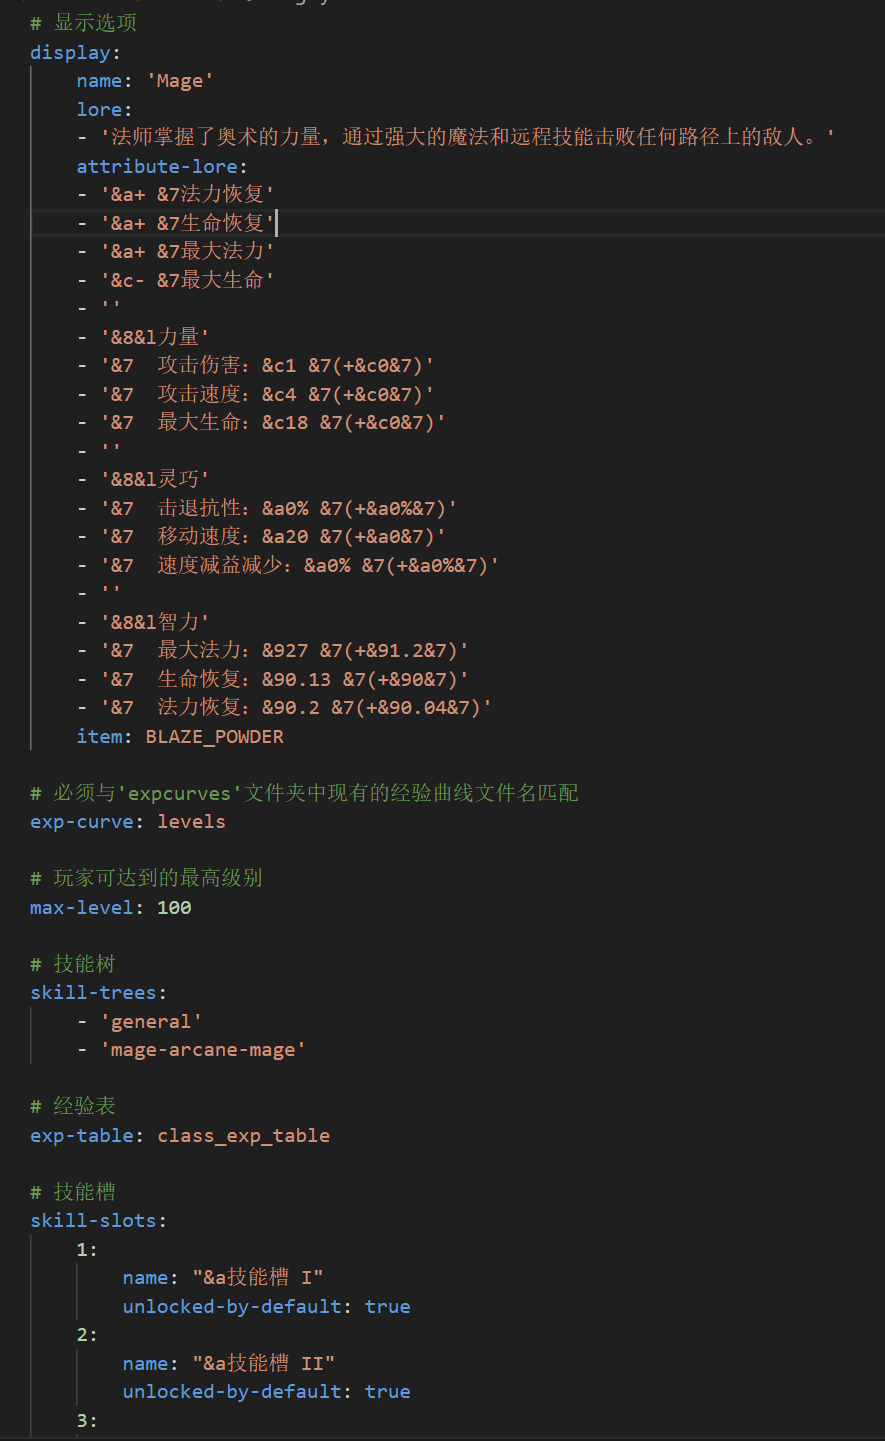 # 显示选项
display:
    name: 'Mage'
    lore:
    - '法师掌握了奥术的力量，通过强大的魔法和远程技能击败任何路径上的敌人。'
    attribute-lore:
    - '&a+ &7法力恢复'
    - '&a+ &7生命恢复'
    - '&a+ &7最大法力'
    - '&c- &7最大生命'
    - ''
    - '&8&l力量'
    - '&7  攻击伤害: &c1 &7(+&c0&7)'
    - '&7  攻击速度: &c4 &7(+&c0&7)'
    - '&7  最大生命: &c18 &7(+&c0&7)'
    - ''
    - '&8&l灵巧'
    - '&7  击退抗性: &a0% &7(+&a0%&7)'
    - '&7  移动速度: &a20 &7(+&a0&7)'
    - '&7  速度减益减少: &a0% &7(+&a0%&7)'
    - ''
    - '&8&l智力'
    - '&7  最大法力: &927 &7(+&91.2&7)'
    - '&7  生命恢复: &90.13 &7(+&90&7)'
    - '&7  法力恢复: &90.2 &7(+&90.04&7)'
    item: BLAZE_POWDER
# 必须与'expcurves'文件夹中现有的经验曲线文件名匹配
exp-curve: levels
# 玩家可达到的最高级别
max-level: 100
# 技能树
skill-trees:
    - 'general'
    - 'mage-arcane-mage'
# 经验表
exp-table: class_exp_table
# 技能槽
skill-slots:
    1:
        name: "&a技能槽 I"
        unlocked-by-default: true
    2:
        name: "&a技能槽 II"
        unlocked-by-default: true
    3: